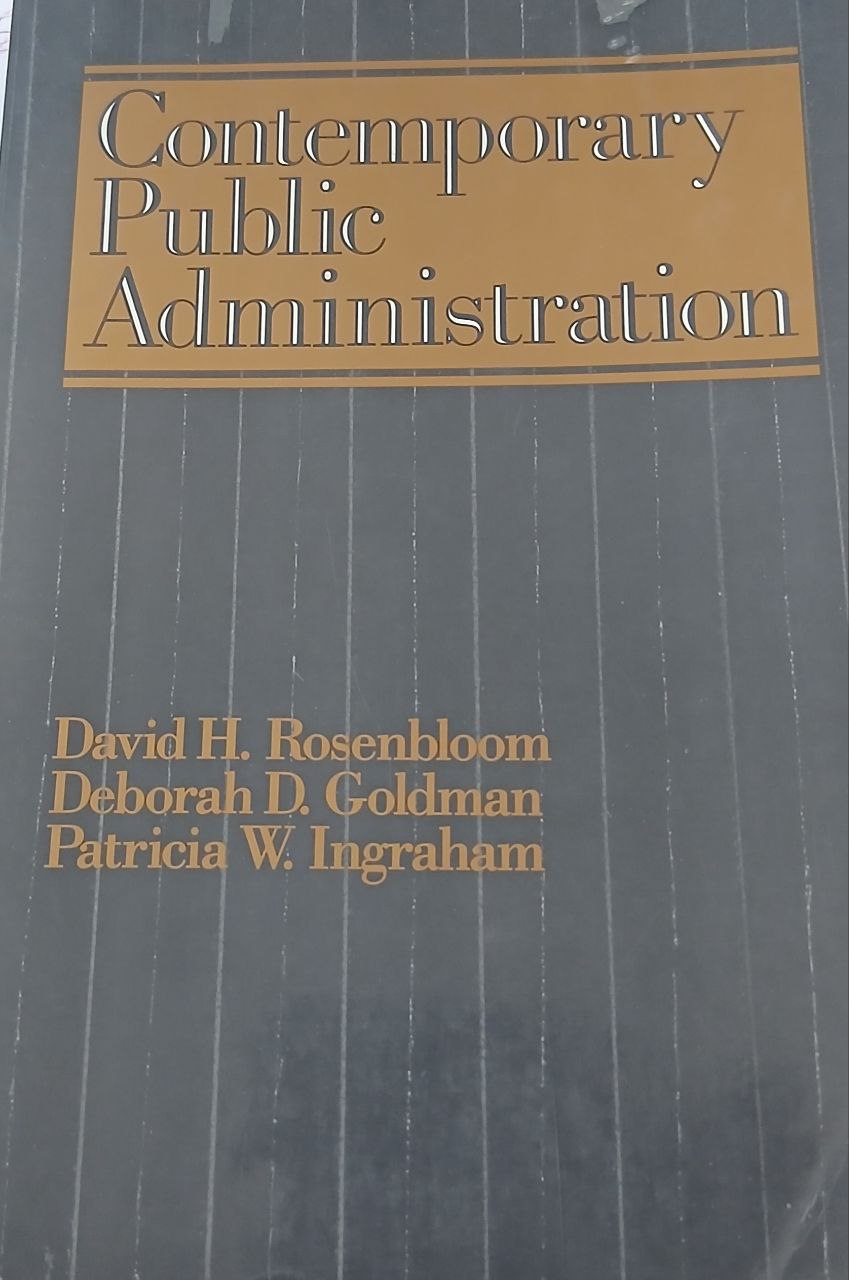 Contemporary
Public
Administration
David H. Rosenbloom
Deborah D. Goldman
Patricia W. Ingraham